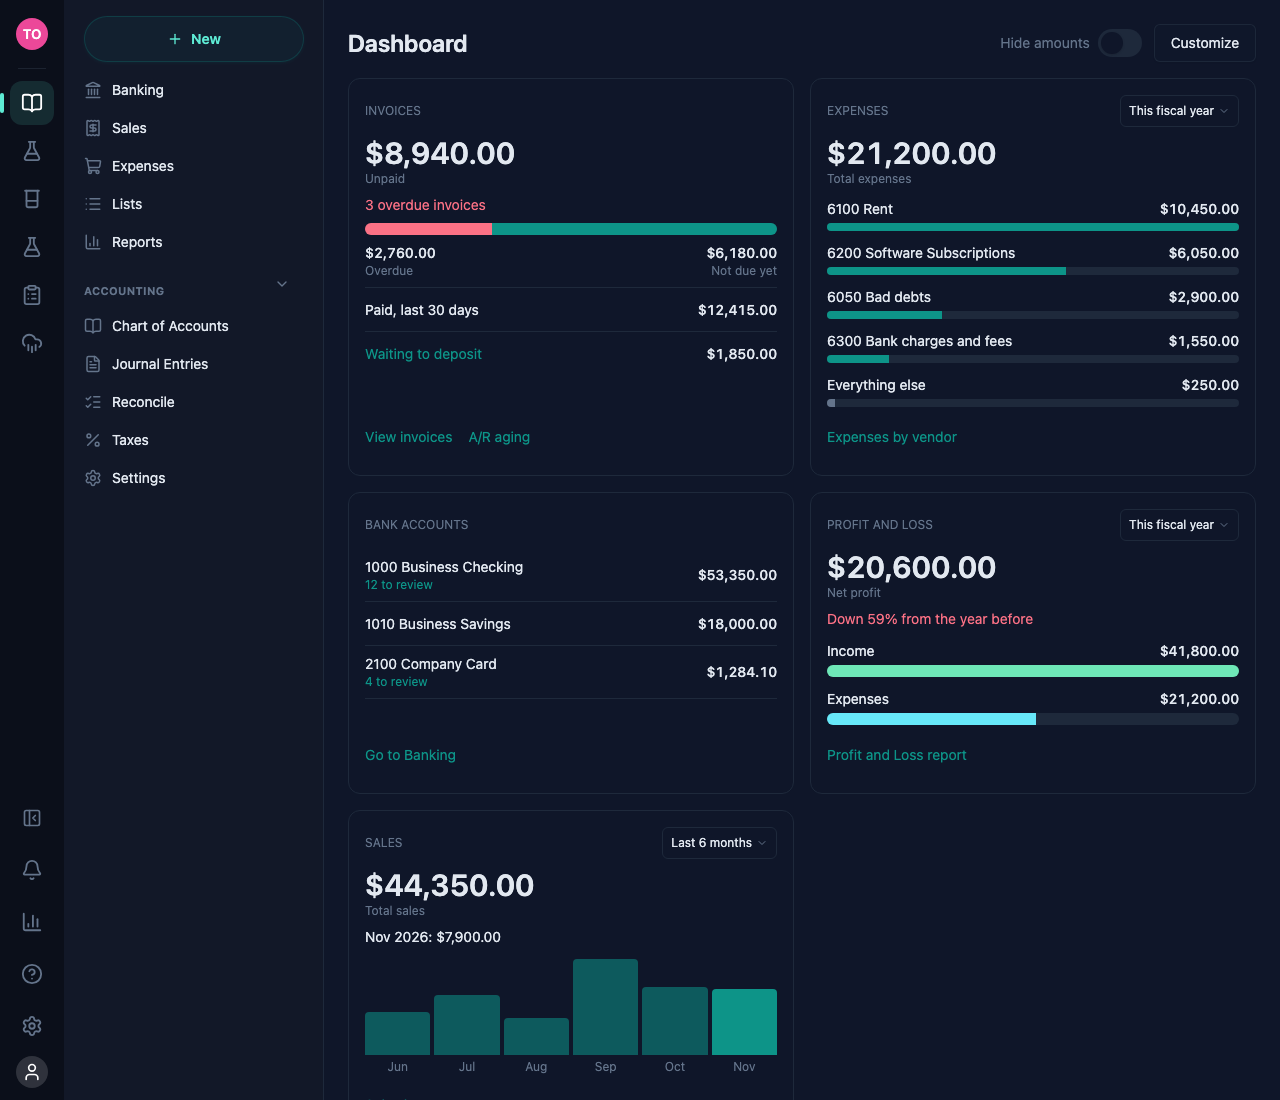 TO
+ New
Banking
Sales
Expenses
Lists
Reports
ACCOUNTING
Chart of Accounts
Journal Entries
Reconcile
Taxes
Settings
Dashboard
Hide amounts
Customize
INVOICES
$8,940.00
Unpaid
3 overdue invoices
$2,760.00 $6,180.00
Overdue Not due yet
Paid, last 30 days $12,415.00
Waiting to deposit $1,850.00
View invoices A/R aging
EXPENSES This fiscal year
$21,200.00
Total expenses
6100 Rent $10,450.00
6200 Software Subscriptions $6,050.00
6050 Bad debts $2,900.00
6300 Bank charges and fees $1,550.00
Everything else $250.00
Expenses by vendor
BANK ACCOUNTS
1000 Business Checking $53,350.00
12 to review
1010 Business Savings $18,000.00
2100 Company Card $1,284.10
4 to review
Go to Banking
PROFIT AND LOSS This fiscal year
$20,600.00
Net profit
Down 59% from the year before
Income $41,800.00
Expenses $21,200.00
Profit and Loss report
SALES Last 6 months
$44,350.00
Total sales
Nov 2026: $7,900.00
Jun Jul Aug Sep Oct Nov